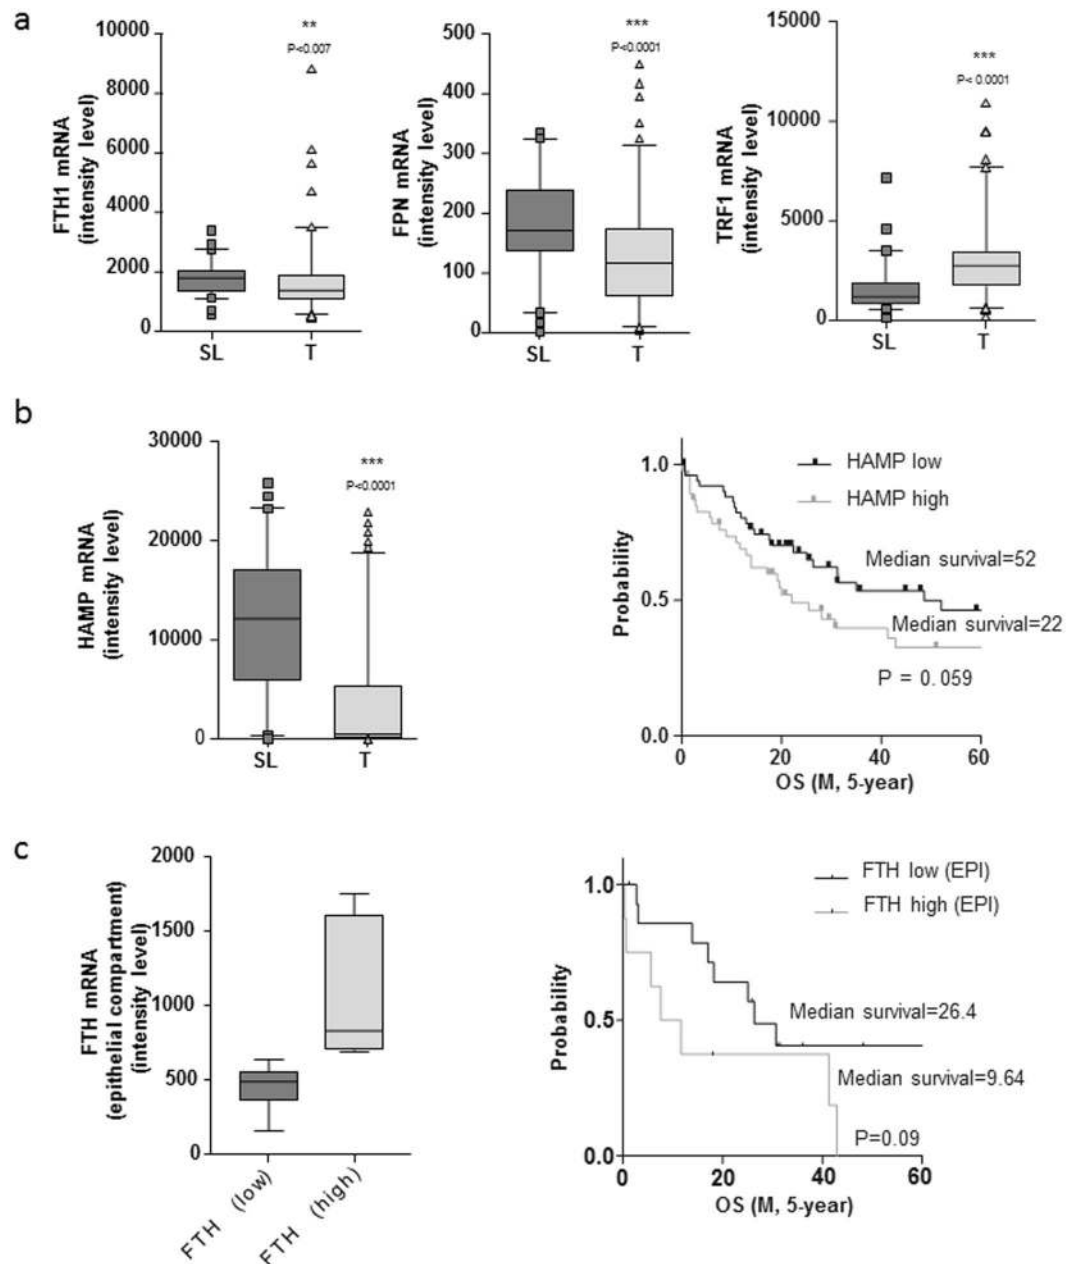 a
10000
8000
6000
4000
2000
0
FTH1 mRNA
(intensity level)
**
P<0.007
SL T
500
400
300
200
100
0
FPN mRNA
(intensity level)
***
P<0.0001
SL T
15000
10000
5000
0
TRF1 mRNA
(intensity level)
***
P< 0.0001
SL T
b
30000
20000
10000
0
HAMP mRNA
(intensity level)
***
P<0.0001
SL T
1.0
0.5
0.0
Probability
HAMP low
HAMP high
Median survival=52
Median survival=22
P = 0.059
0 20 40 60
OS (M, 5-year)
c
2000
1500
1000
500
0
FTH mRNA
(epithelial compartment)
(intensity level)
FTH (low)
FTH (high)
1.0
0.5
0.0
Probability
FTH low (EPI)
FTH high (EPI)
Median survival=26.4
Median survival=9.64
P=0.09
0 20 40 60
OS (M, 5-year)